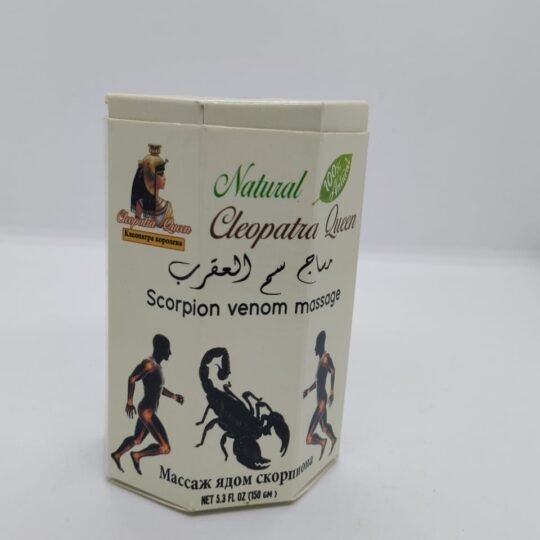 Natural
100% Natural
Cleopatra Queen
Cleopatra Queen
Клеопатра королева
مساج سم العقرب
Scorpion venom massage
Массаж ядом скорпиона
NET 5.3 FL OZ (150 GM)